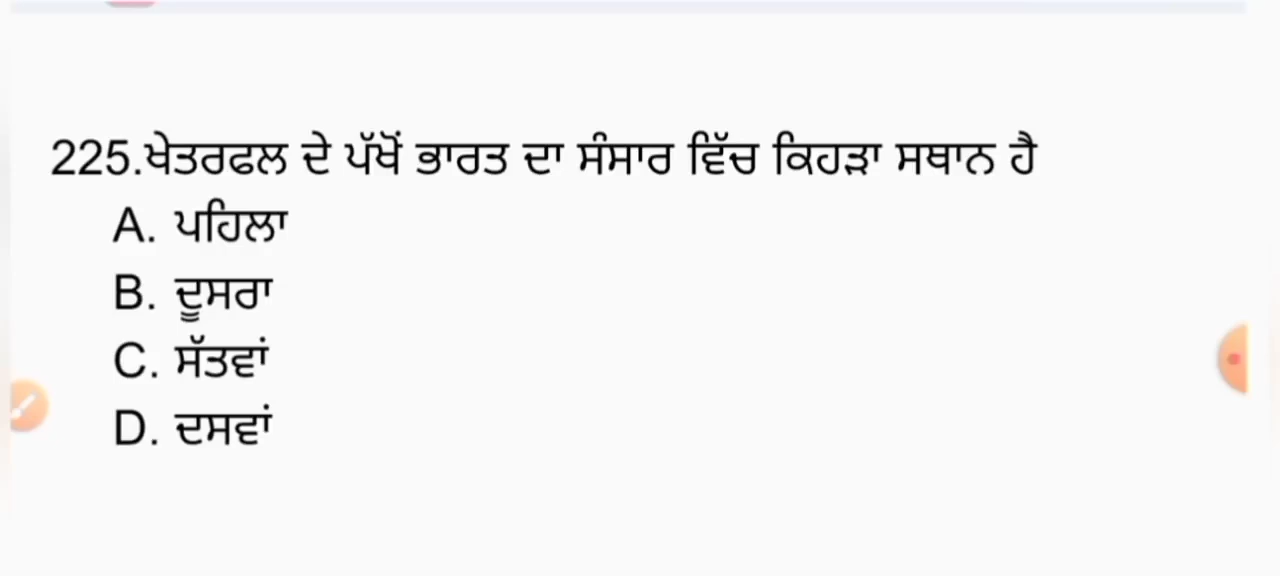 225.ਖੇਤਰਫਲ ਦੇ ਪੱਖੋਂ ਭਾਰਤ ਦਾ ਸੰਸਾਰ ਵਿੱਚ ਕਿਹੜਾ ਸਥਾਨ ਹੈ
A. ਪਹਿਲਾ
B. ਦੂਸਰਾ
C. ਸੱਤਵਾਂ
D. ਦਸਵਾਂ